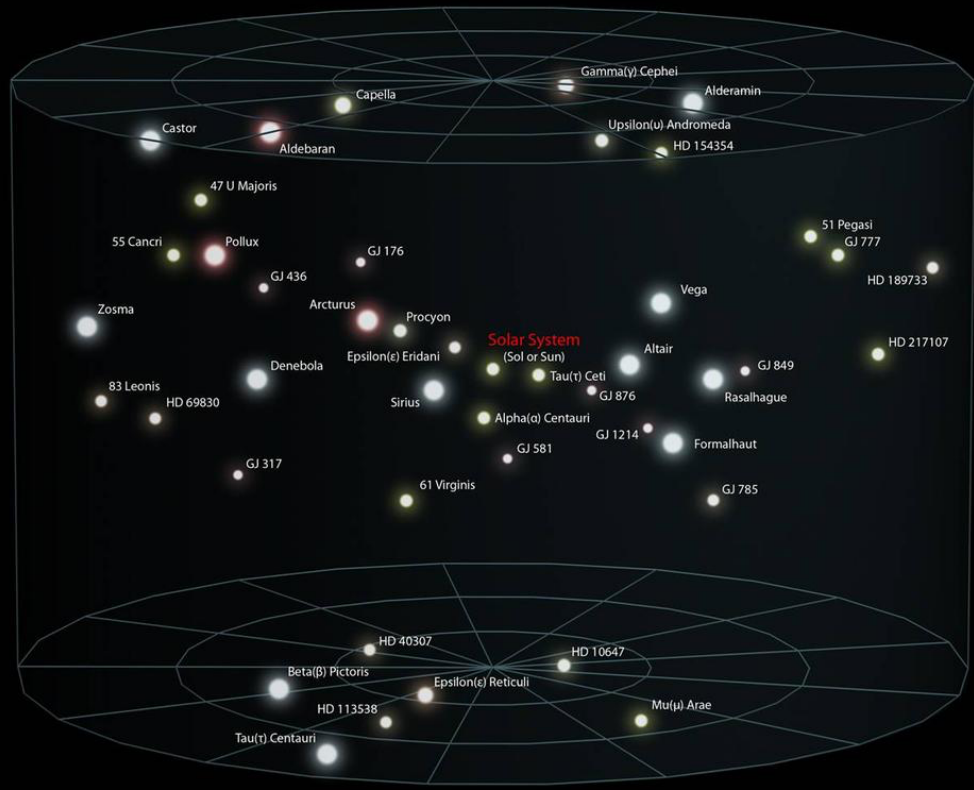 Gamma(γ) Cephei
Capella
Alderamin
Castor
Upsilon(υ) Andromeda
Aldebaran
HD 154354
47 U Majoris
51 Pegasi
55 Cancri
Pollux
GJ 777
GJ 176
GJ 436
HD 189733
Vega
Zosma
Arcturus
Procyon
Solar System
HD 217107
Epsilon(ε) Eridani
(Sol or Sun)
Altair
Denebola
GJ 849
Tau(τ) Ceti
83 Leonis
GJ 876
Rasalhague
HD 69830
Sirius
Alpha(α) Centauri
GJ 1214
Formalhaut
GJ 581
GJ 317
61 Virginis
GJ 785
HD 40307
HD 10647
Beta(β) Pictoris
Epsilon(ε) Reticuli
HD 113538
Mu(μ) Arae
Tau(τ) Centauri